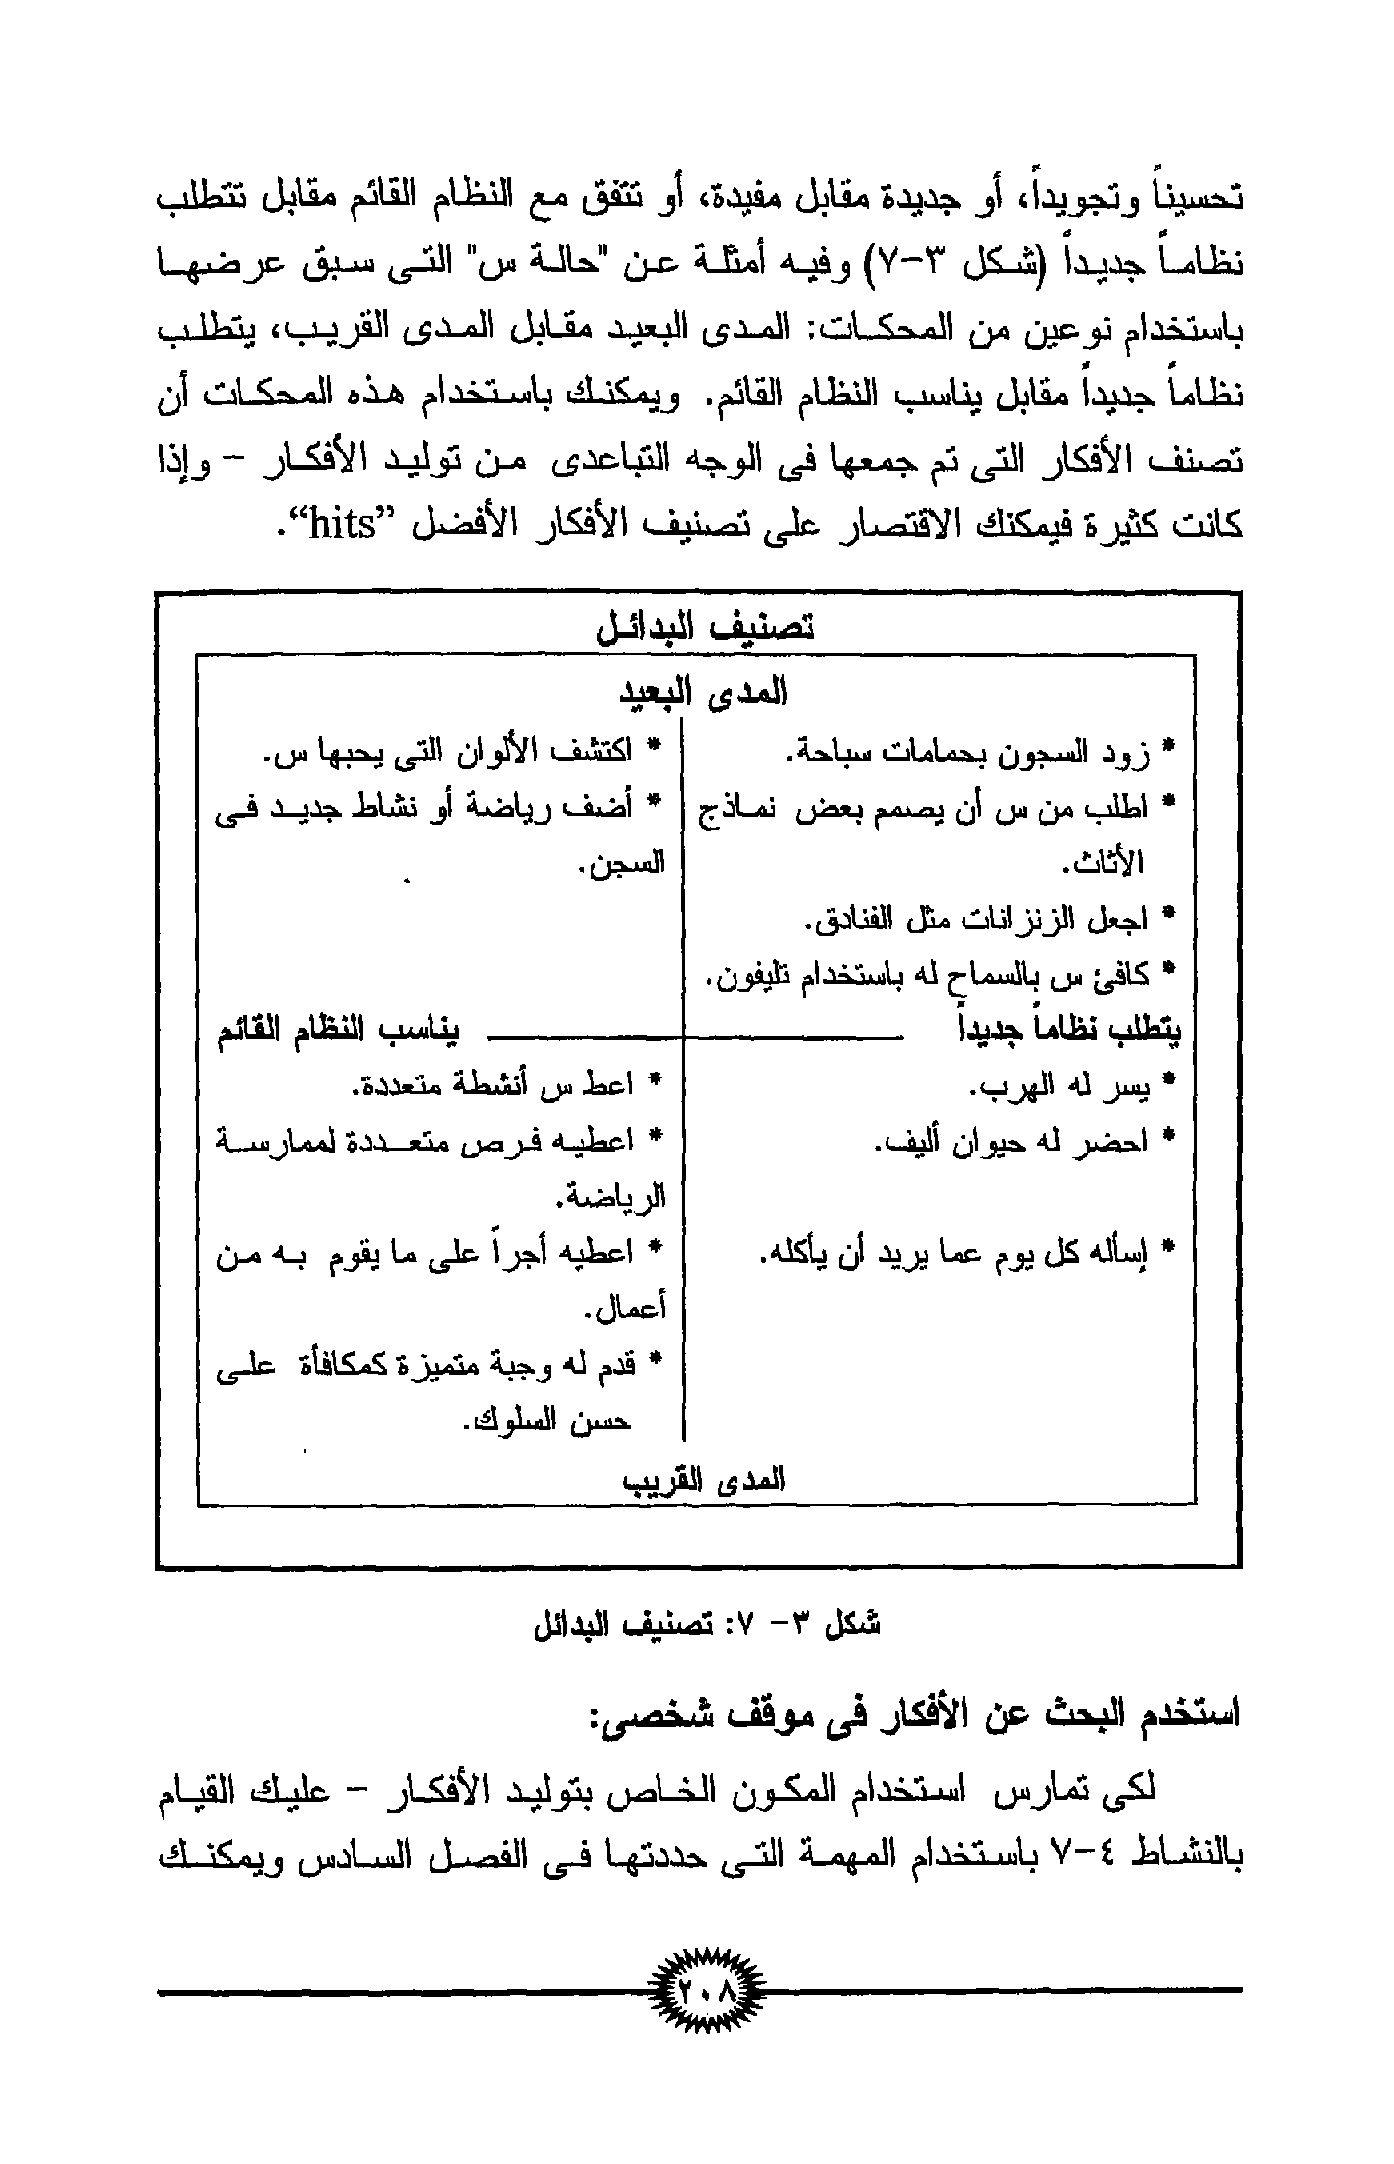 تحسيناً وتجويداً، أو جديدة مقابل مفيدة، أو تتفق مع النظام القائم مقابل تتطلب
نظاماً جديداً (شكل ٣-٧) وفيه أمثلة عن "حالة س" التى سبق عرضها
باستخدام نوعين من المحكات: المدى البعيد مقابل المدى القريب، يتطلب
نظاماً جديداً مقابل يناسب النظام القائم. ويمكنك باستخدام هذه المحكات أن
تصنف الأفكار التى تم جمعها فى الوجه التباعدى من توليد الأفكار - وإذا
كانت كثيرة فيمكنك الاقتصار على تصنيف الأفكار الأفضل “hits”.
تصنيف البدائل
المدى البعيد
* زود السجون بحمامات سباحة.
* اطلب من س أن يصمم بعض نماذج
الأثاث.
* اجعل الزنزانات مثل الفنادق.
* كافئ س بالسماح له باستخدام تليفون.
* اكتشف الألوان التى يحبها س.
* أضف رياضة أو نشاط جديد فى
السجن.
يتطلب نظاماً جديداً
يناسب النظام القائم
* يسر له الهرب.
* احضر له حيوان أليف.
* إسأله كل يوم عما يريد أن يأكله.
* اعط س أنشطة متعددة.
* اعطيه فرص متعددة لممارسة
الرياضة.
* اعطيه أجراً على ما يقوم به من
أعمال.
* قدم له وجبة متميزة كمكافأة على
حسن السلوك.
المدى القريب
شكل ٣- ٧: تصنيف البدائل
استخدم البحث عن الأفكار فى موقف شخصى:
لكى تمارس استخدام المكون الخاص بتوليد الأفكار - عليك القيام
بالنشاط ٤-٧ باستخدام المهمة التى حددتها فى الفصل السادس ويمكنك
٢٠٨